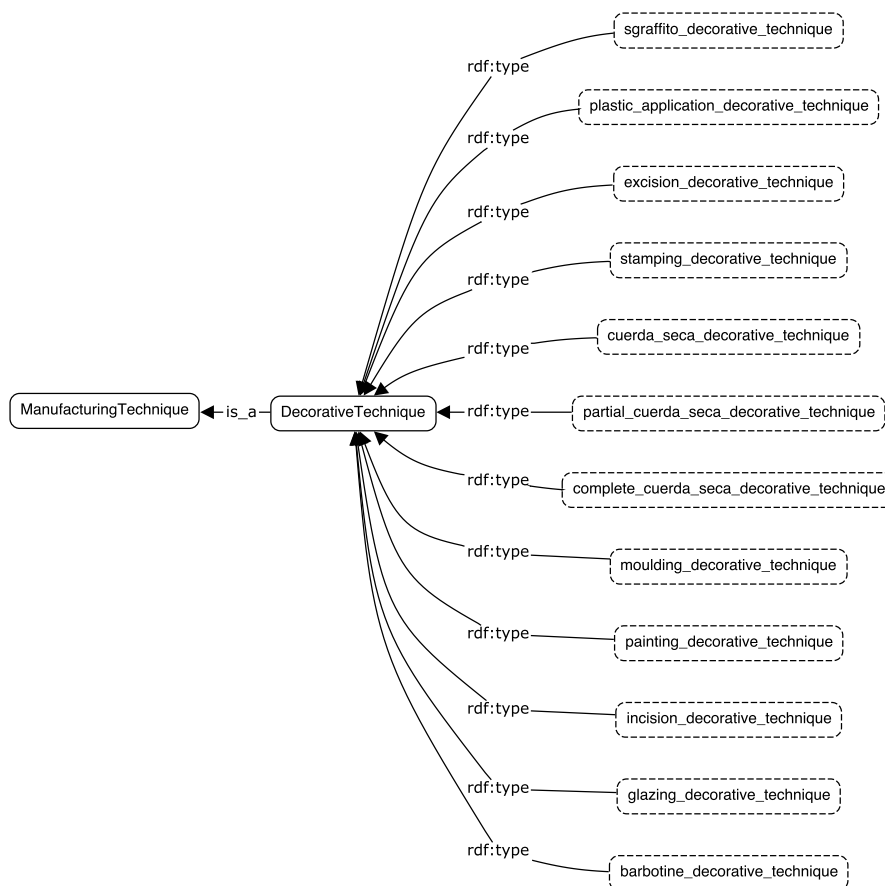 sgraffito_decorative_technique
rdf:type
plastic_application_decorative_technique
rdf:type
excision_decorative_technique
rdf:type
stamping_decorative_technique
rdf:type
cuerda_seca_decorative_technique
rdf:type
ManufacturingTechnique
is_a
DecorativeTechnique
rdf:type
partial_cuerda_seca_decorative_technique
rdf:type
complete_cuerda_seca_decorative_technique
rdf:type
moulding_decorative_technique
rdf:type
painting_decorative_technique
rdf:type
incision_decorative_technique
rdf:type
glazing_decorative_technique
rdf:type
barbotine_decorative_technique